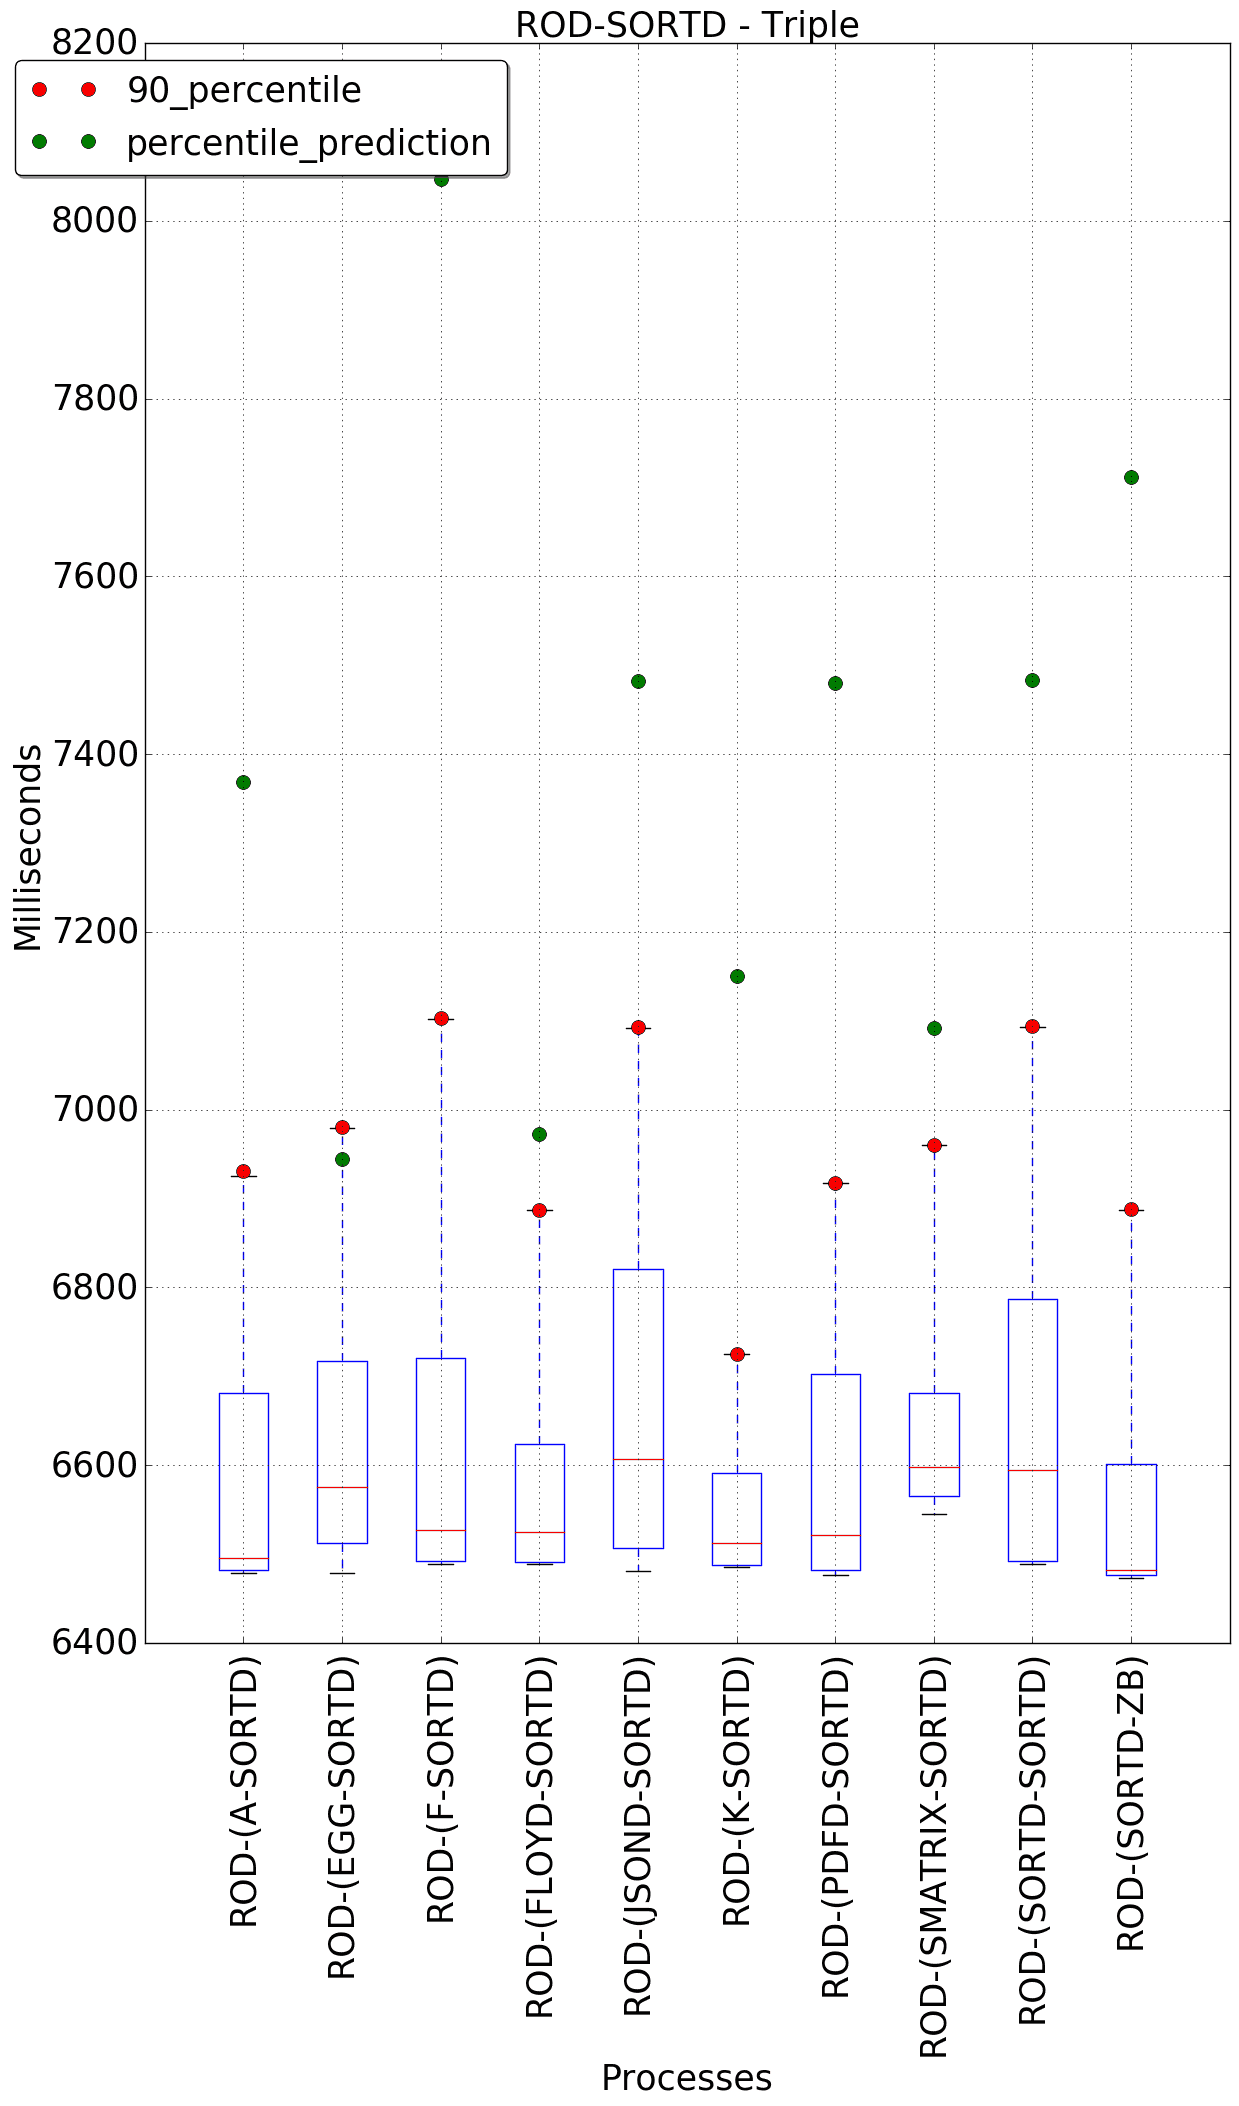 ROD-SORTD - Triple
8200
90_percentile
percentile_prediction
8000
7800
7600
7400
7200
7000
6800
6600
6400
Milliseconds
ROD-(A-SORTD)
ROD-(EGG-SORTD)
ROD-(F-SORTD)
ROD-(FLOYD-SORTD)
ROD-(JSOND-SORTD)
ROD-(K-SORTD)
ROD-(PDFD-SORTD)
ROD-(SMATRIX-SORTD)
ROD-(SORTD-SORTD)
ROD-(SORTD-ZB)
Processes